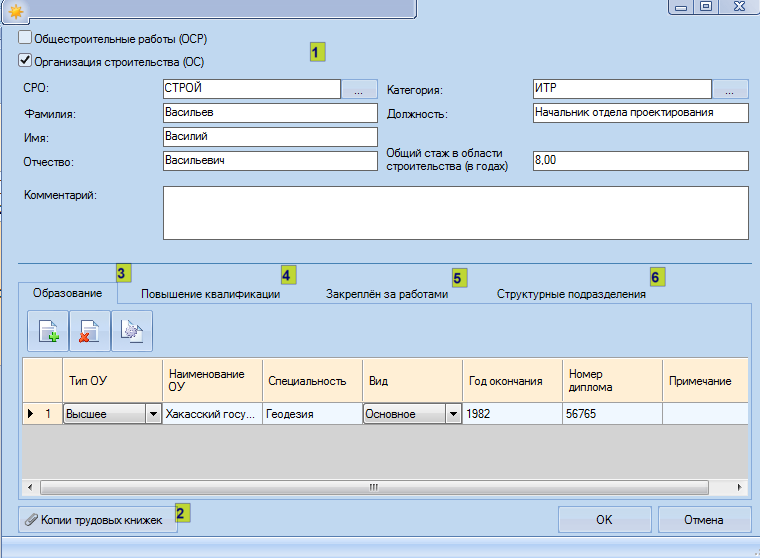 Общестроительные работы (ОСР)
Организация строительства (ОС)
1
СРО: СТРОЙ ... Категория: ИТР ...
Фамилия: Васильев Должность: Начальник отдела проектирования
Имя: Василий
Отчество: Васильевич Общий стаж в области строительства (в годах) 8,00
Комментарий:
3 4 5 6
Образование Повышение квалификации Закреплён за работами Структурные подразделения
Тип ОУ Наименование ОУ Специальность Вид Год окончания Номер диплома Примечание
1 Высшее Хакасский госу... Геодезия Основное 1982 56765
Копии трудовых книжек 2 OK Отмена